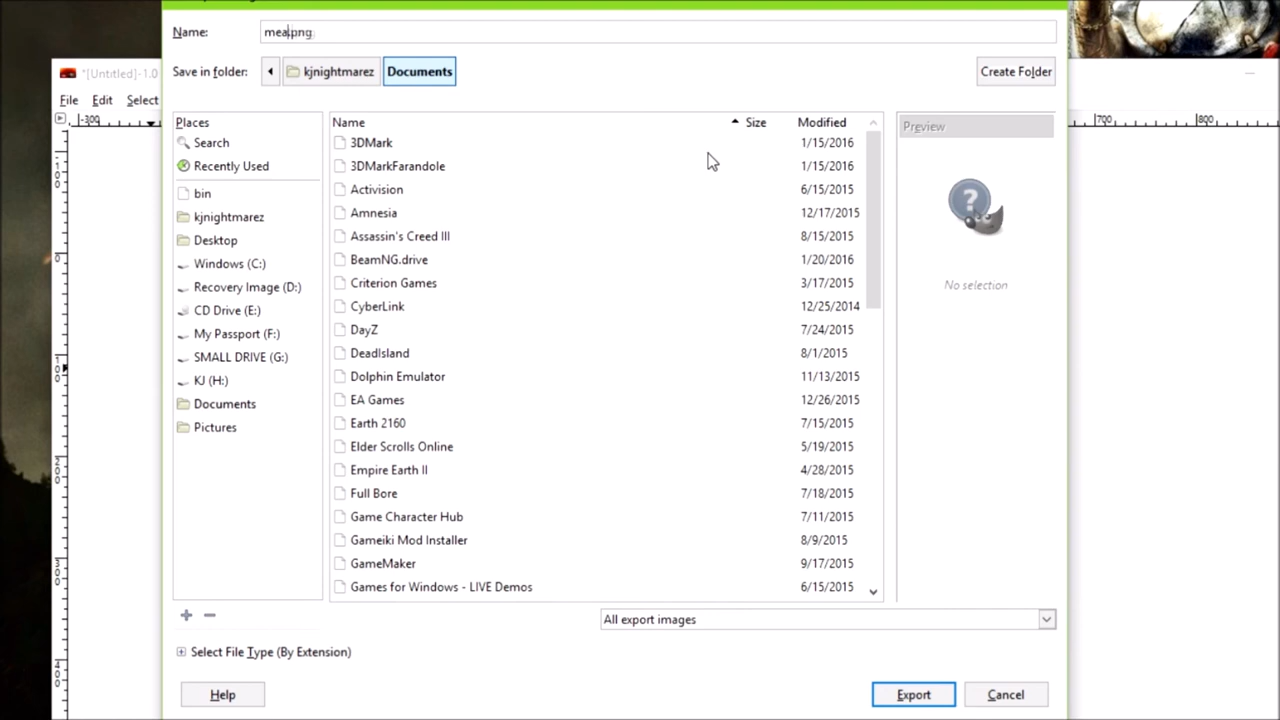 Name: mea.png
Save in folder: kjnightmarez Documents Create Folder
*[Untitled]-1.0
File Edit Select
-300 700 800
-100
0
100
200
300
400
Places
Search
Recently Used
bin
kjnightmarez
Desktop
Windows (C:)
Recovery Image (D:)
CD Drive (E:)
My Passport (F:)
SMALL DRIVE (G:)
KJ (H:)
Documents
Pictures
Name Size Modified
3DMark 1/15/2016
3DMarkFarandole 1/15/2016
Activision 6/15/2015
Amnesia 12/17/2015
Assassin's Creed III 8/15/2015
BeamNG.drive 1/20/2016
Criterion Games 3/17/2015
CyberLink 12/25/2014
DayZ 7/24/2015
DeadIsland 8/1/2015
Dolphin Emulator 11/13/2015
EA Games 12/26/2015
Earth 2160 7/15/2015
Elder Scrolls Online 5/19/2015
Empire Earth II 4/28/2015
Full Bore 7/18/2015
Game Character Hub 7/11/2015
Gameiki Mod Installer 8/9/2015
GameMaker 9/17/2015
Games for Windows - LIVE Demos 6/15/2015
Preview
?
No selection
All export images
Select File Type (By Extension)
Help Export Cancel